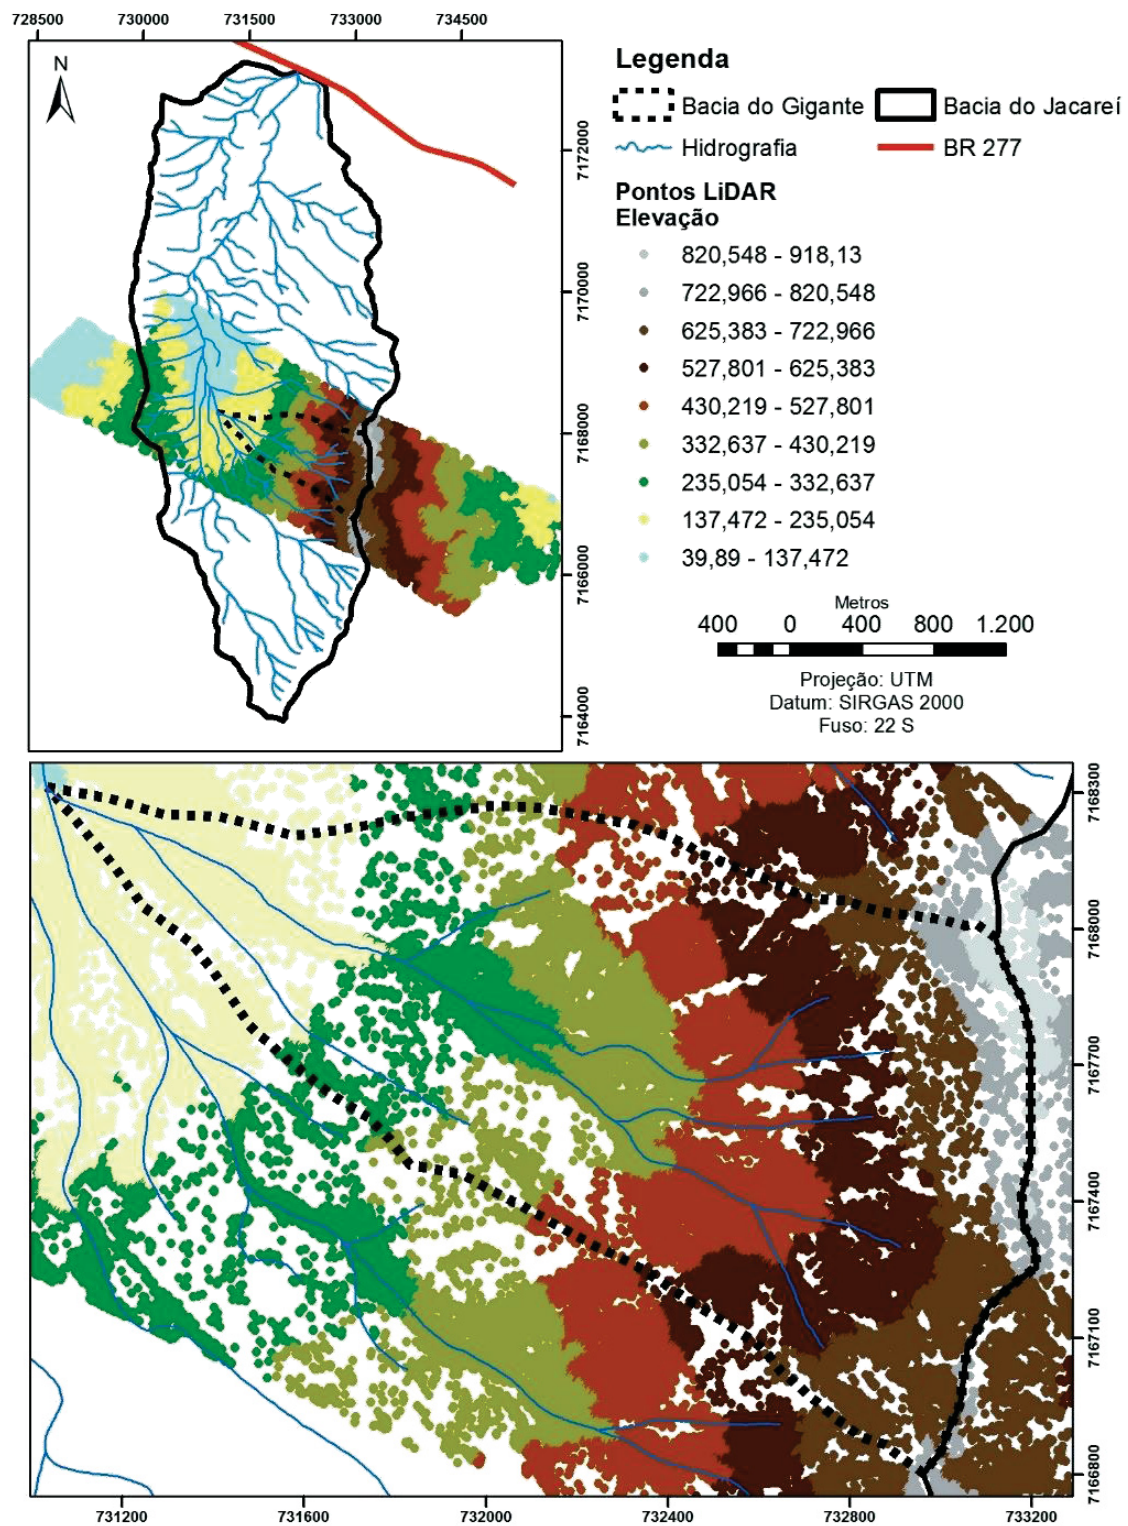 728500 730000 731500 733000 734500
N
7172000
7170000
7168000
7166000
7164000
Legenda
Bacia do Gigante
Bacia do Jacareí
Hidrografia
BR 277
Pontos LiDAR
Elevação
820,548 - 918,13
722,966 - 820,548
625,383 - 722,966
527,801 - 625,383
430,219 - 527,801
332,637 - 430,219
235,054 - 332,637
137,472 - 235,054
39,89 - 137,472
Metros
400 0 400 800 1.200
Projeção: UTM
Datum: SIRGAS 2000
Fuso: 22 S
7168300
7168000
7167700
7167400
7167100
7166800
731200 731600 732000 732400 732800 733200